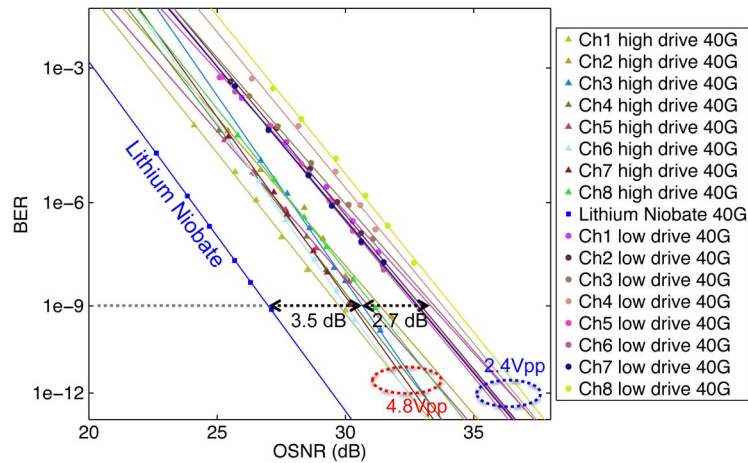 1e−3
1e−6
1e−9
1e−12
BER
20
25
30
35
OSNR (dB)
Lithium Niobate
3.5 dB
2.7 dB
4.8Vpp
2.4Vpp
Ch1 high drive 40G
Ch2 high drive 40G
Ch3 high drive 40G
Ch4 high drive 40G
Ch5 high drive 40G
Ch6 high drive 40G
Ch7 high drive 40G
Ch8 high drive 40G
Lithium Niobate 40G
Ch1 low drive 40G
Ch2 low drive 40G
Ch3 low drive 40G
Ch4 low drive 40G
Ch5 low drive 40G
Ch6 low drive 40G
Ch7 low drive 40G
Ch8 low drive 40G